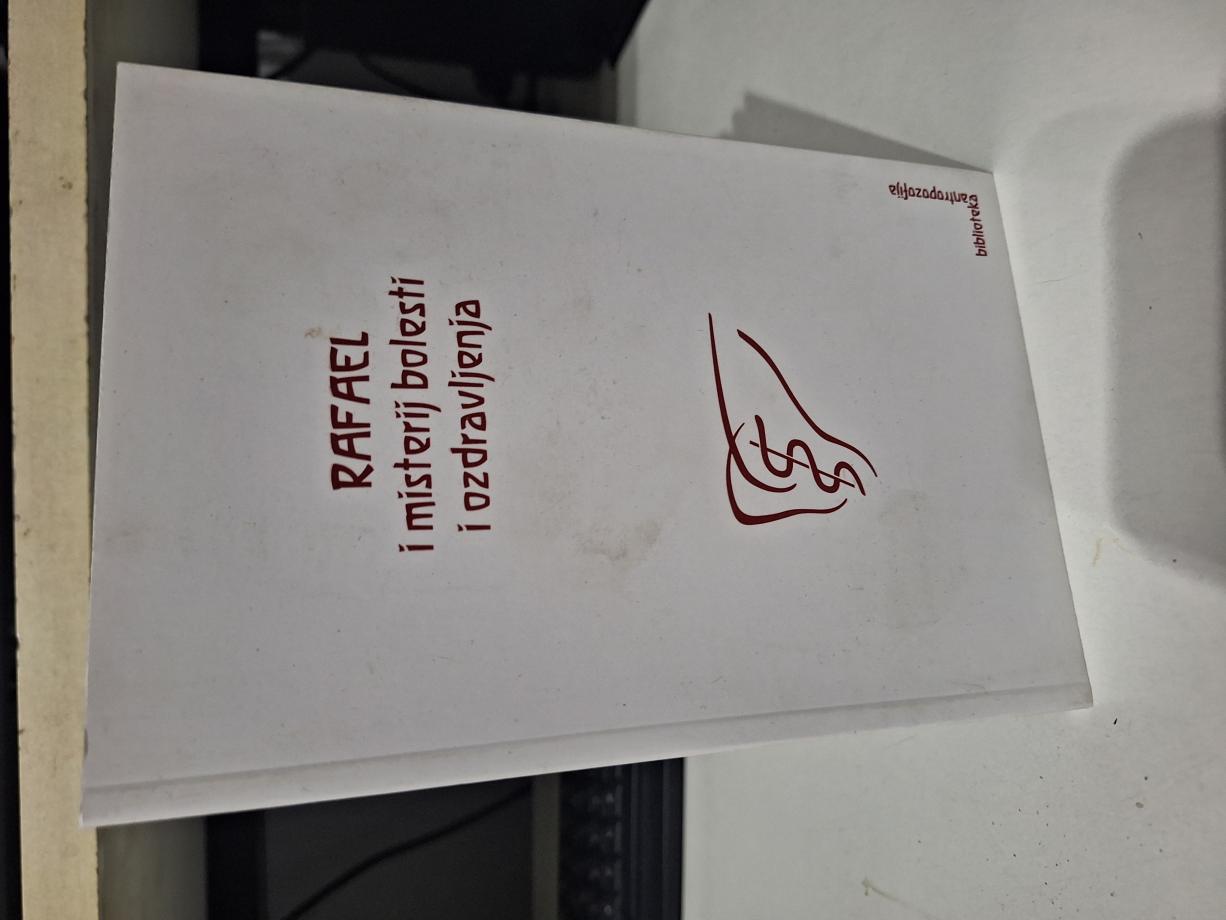 RAFAEL
i misterij bolesti
i ozdravljenja
biblioteka
antropozofija